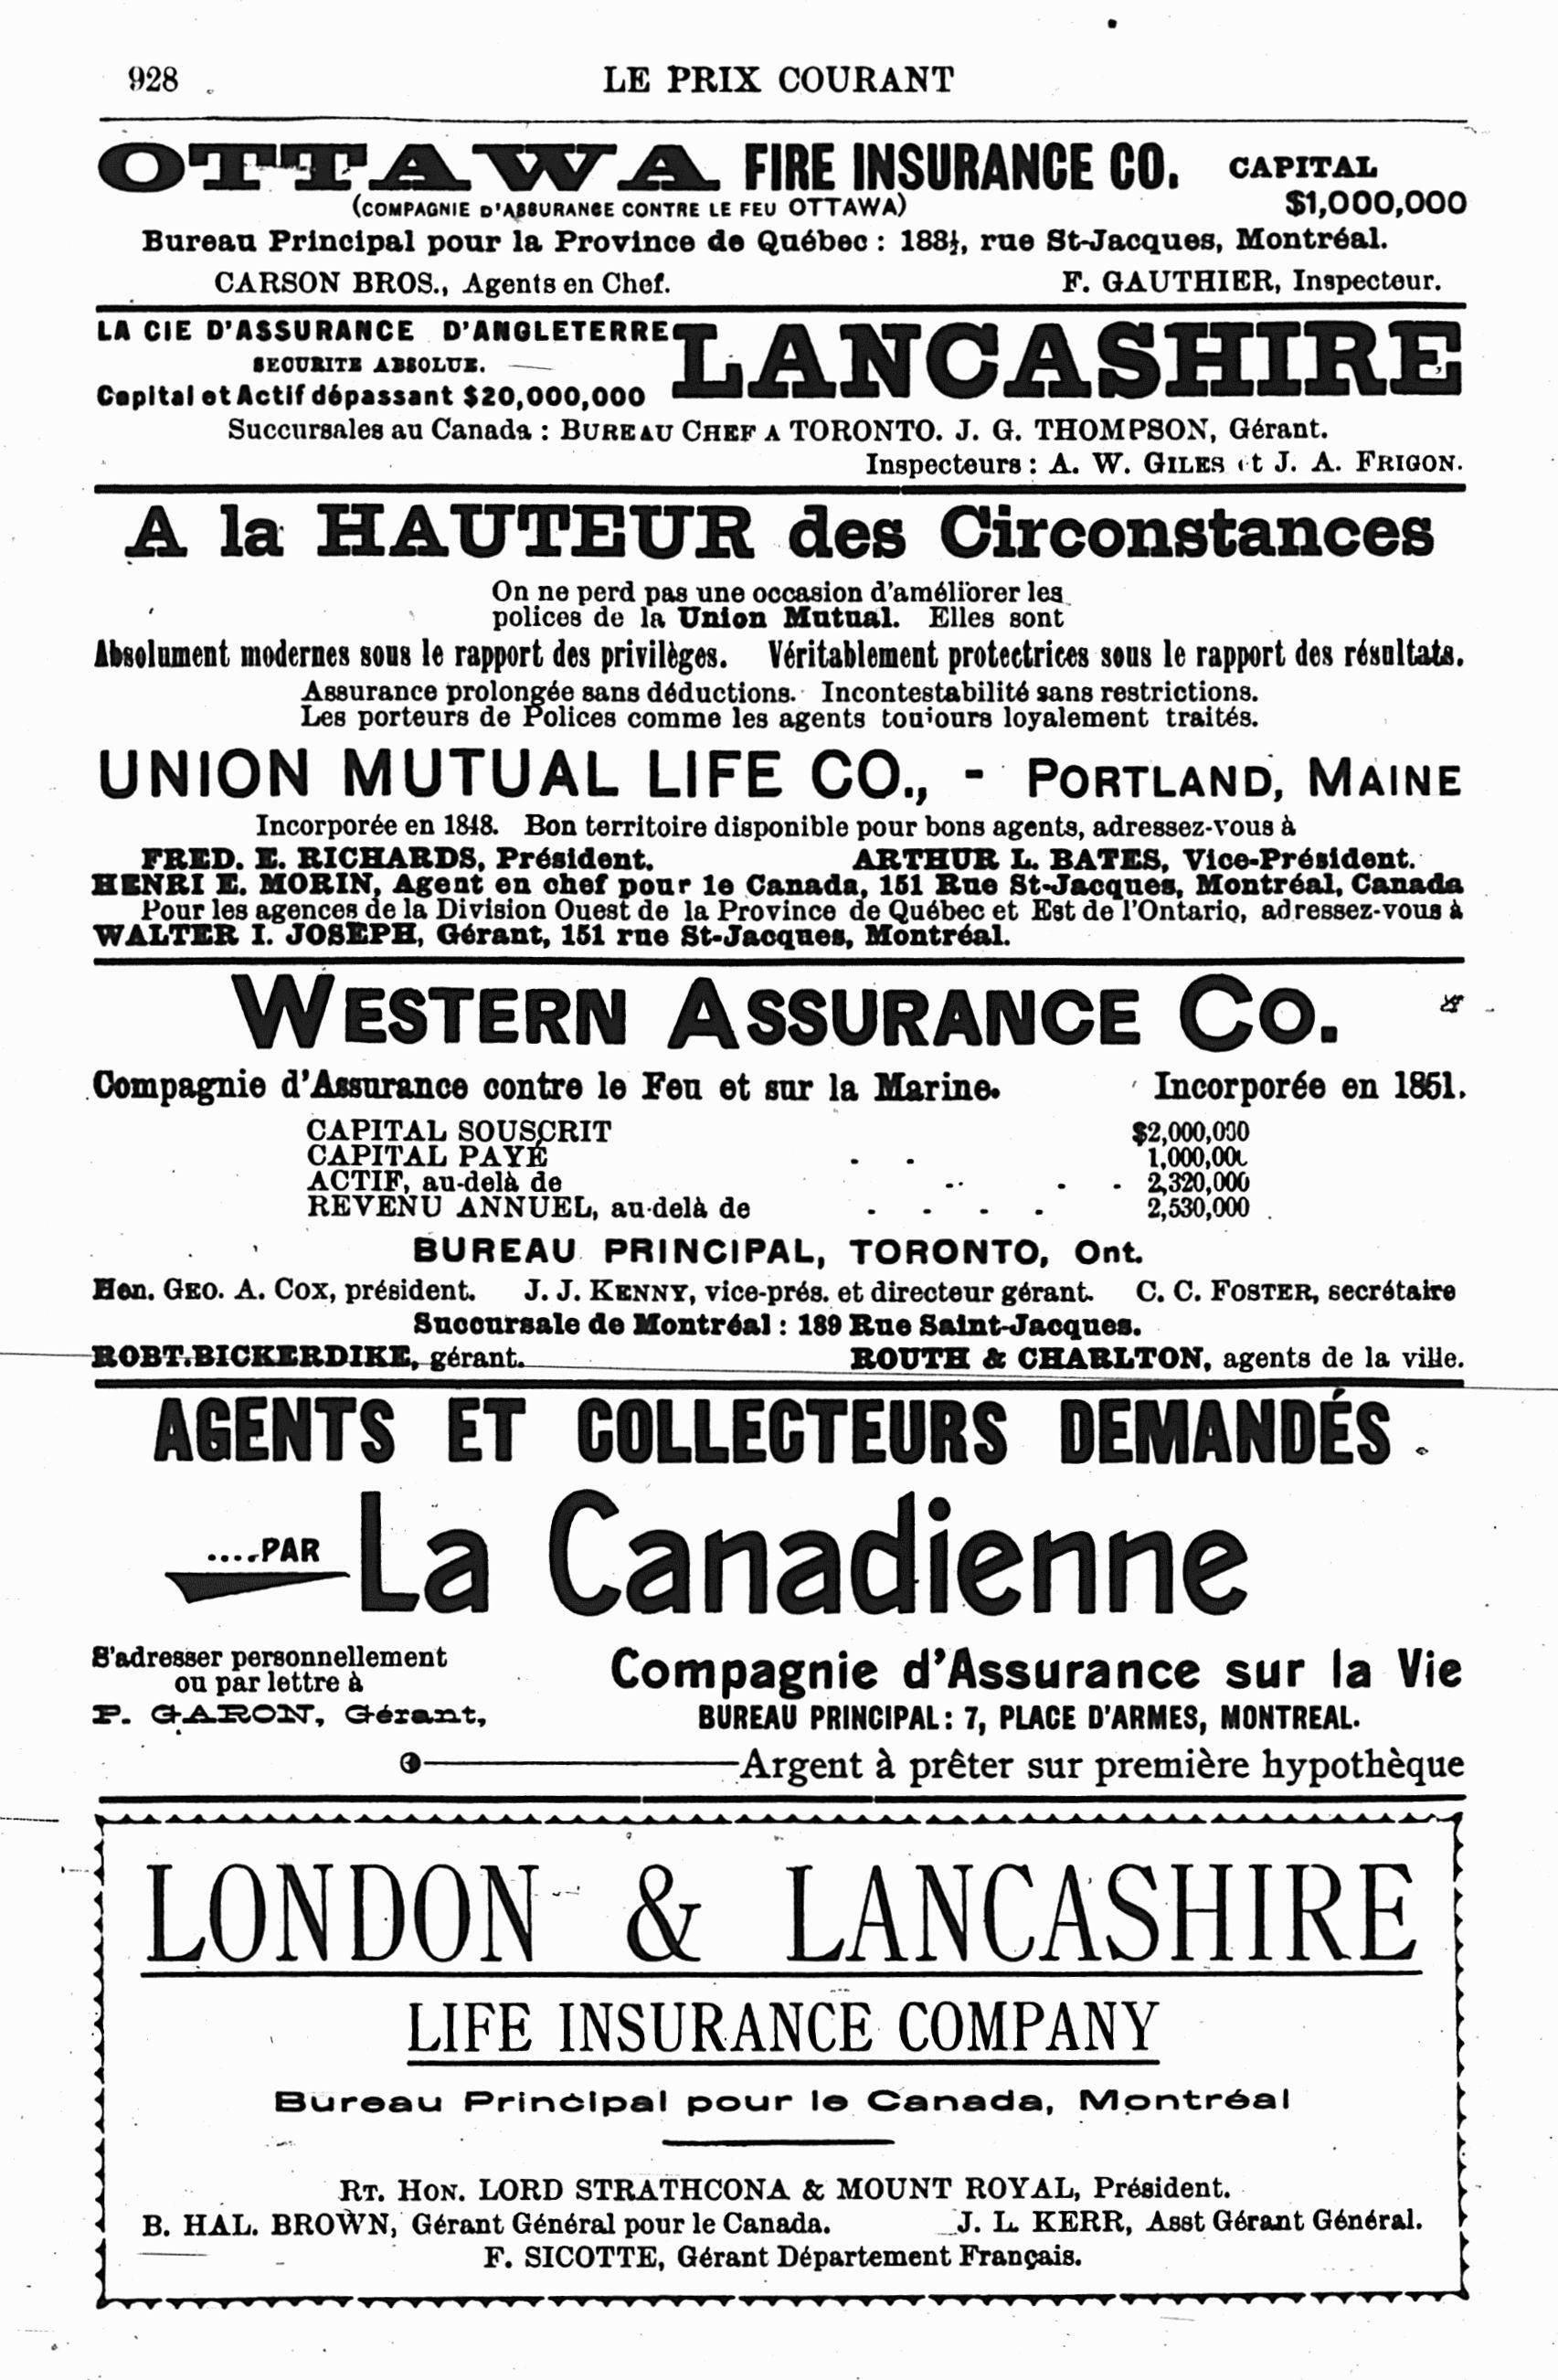 928
LE PRIX COURANT
OTTAWA FIRE INSURANCE CO. CAPITAL
(COMPAGNIE D'ASSURANCE CONTRE LE FEU OTTAWA) $1,000,000
Bureau Principal pour la Province de Québec : 188½, rue St-Jacques, Montréal.
CARSON BROS., Agents en Chef. F. GAUTHIER, Inspecteur.
LA CIE D'ASSURANCE D'ANGLETERRE LANCASHIRE
SECURITE ABSOLUE.
Capital et Actif dépassant $20,000,000
Succursales au Canada : BUREAU CHEF A TORONTO. J. G. THOMPSON, Gérant.
Inspecteurs : A. W. GILES et J. A. FRIGON.
A la HAUTEUR des Circonstances
On ne perd pas une occasion d'améliorer les
polices de la Union Mutual. Elles sont
Absolument modernes sous le rapport des privilèges. Véritablement protectrices sous le rapport des résultats.
Assurance prolongée sans déductions. Incontestabilité sans restrictions.
Les porteurs de Polices comme les agents toujours loyalement traités.
UNION MUTUAL LIFE CO., - PORTLAND, MAINE
Incorporée en 1848. Bon territoire disponible pour bons agents, adressez-vous à
FRED. E. RICHARDS, Président. ARTHUR L. BATES, Vice-Président.
HENRI E. MORIN, Agent en chef pour le Canada, 151 Rue St-Jacques, Montréal, Canada
Pour les agences de la Division Ouest de la Province de Québec et Est de l'Ontario, adressez-vous à
WALTER I. JOSEPH, Gérant, 151 rue St-Jacques, Montréal.
WESTERN ASSURANCE CO.
Compagnie d'Assurance contre le Feu et sur la Marine. Incorporée en 1851.
CAPITAL SOUSCRIT $2,000,000
CAPITAL PAYÉ - - 1,000,000
ACTIF, au-delà de - - - 2,320,000
REVENU ANNUEL, au-delà de - - - - 2,530,000
BUREAU PRINCIPAL, TORONTO, Ont.
Hon. GEO. A. COX, président. J. J. KENNY, vice-prés. et directeur gérant. C. C. FOSTER, secrétaire
Succursale de Montréal : 189 Rue Saint-Jacques.
ROBT. BICKERDIKE, gérant. ROUTH & CHARLTON, agents de la ville.
AGENTS ET COLLECTEURS DEMANDÉS
....PAR La Canadienne
S'adresser personnellement
ou par lettre à
P. GARON, Gérant,
Compagnie d'Assurance sur la Vie
BUREAU PRINCIPAL: 7, PLACE D'ARMES, MONTREAL.
Argent à prêter sur première hypothèque
LONDON & LANCASHIRE
LIFE INSURANCE COMPANY
Bureau Principal pour le Canada, Montréal
RT. HON. LORD STRATHCONA & MOUNT ROYAL, Président.
B. HAL. BROWN, Gérant Général pour le Canada. J. L. KERR, Asst Gérant Général.
F. SICOTTE, Gérant Département Français.